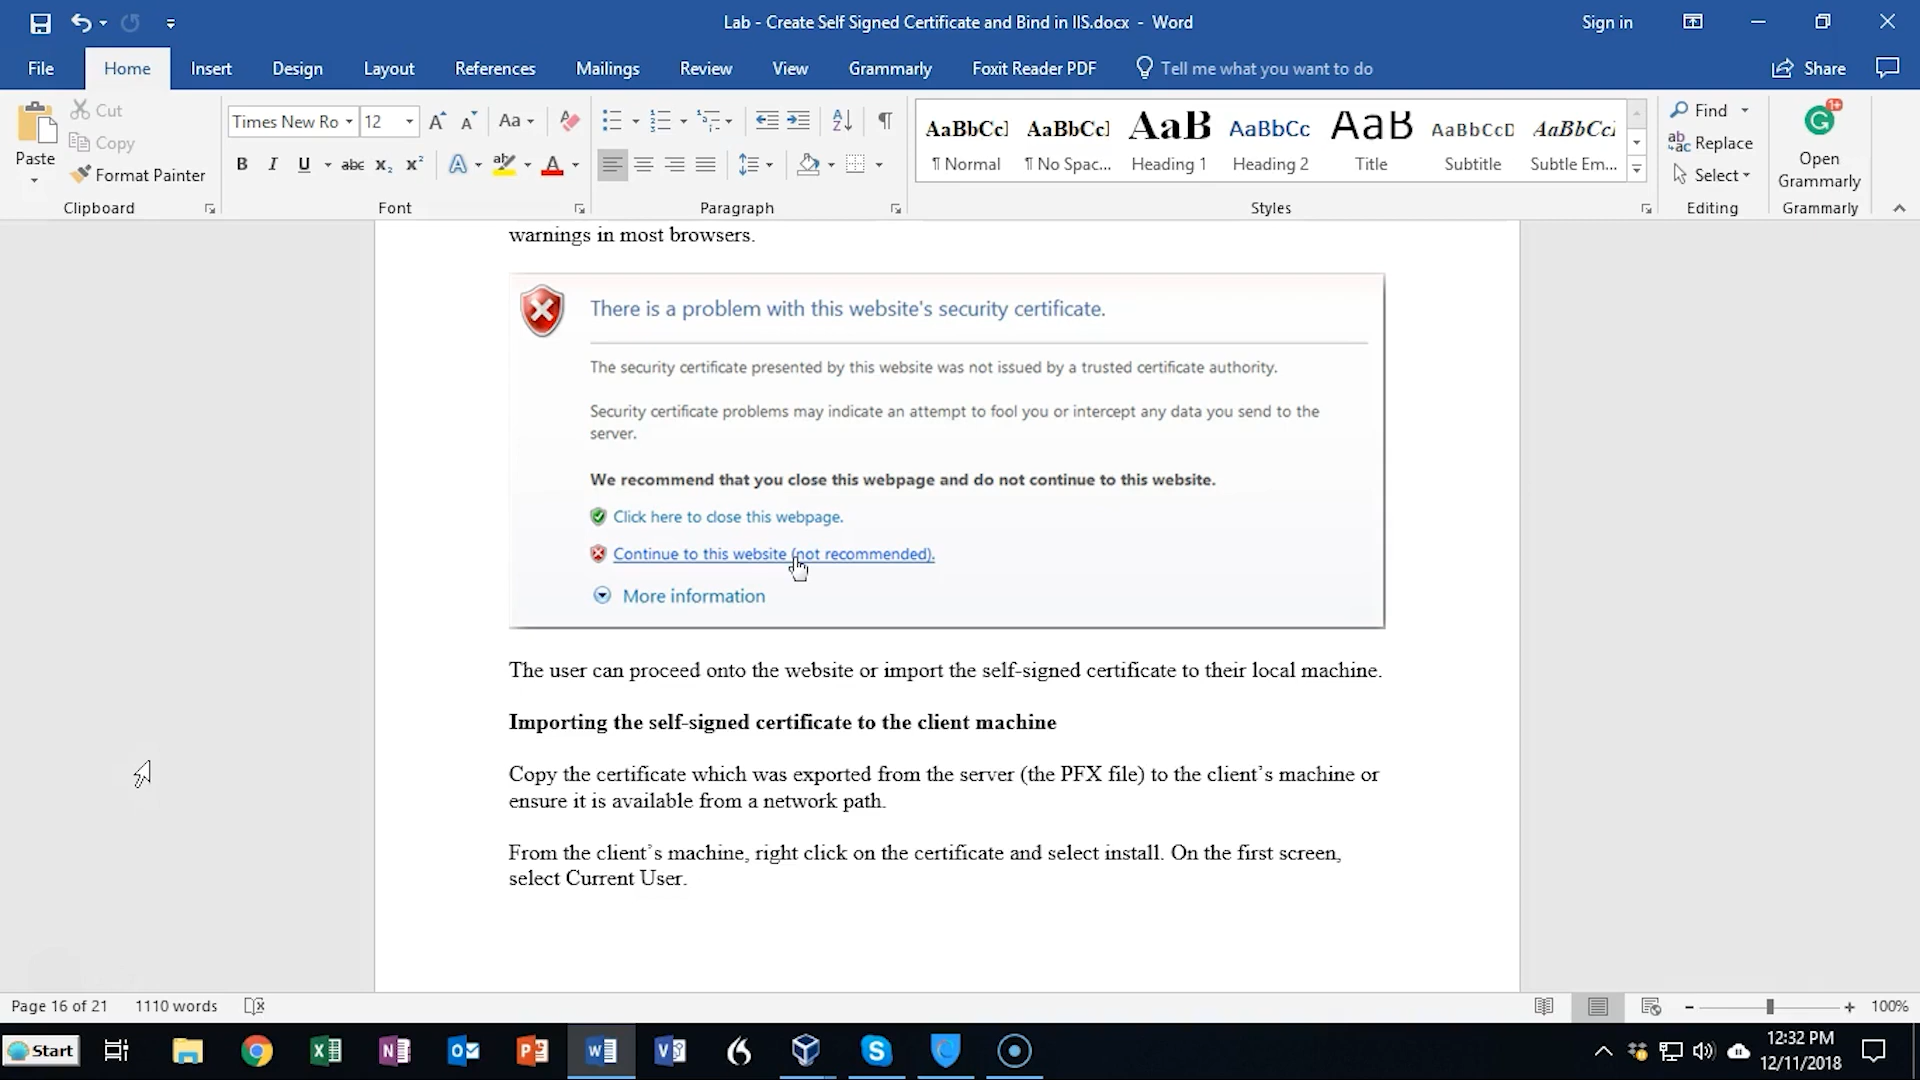 Lab - Create Self Signed Certificate and Bind in IIS.docx - Word
Sign in
File Home Insert Design Layout References Mailings Review View Grammarly Foxit Reader PDF Tell me what you want to do Share
Paste
Cut
Copy
Format Painter
Clipboard
Times New Ro 12
Font
Paragraph
AaBbCcI AaBbCcI AaB AaBbCc AaB AaBbCcD AaBbCcI
¶ Normal ¶ No Spac... Heading 1 Heading 2 Title Subtitle Subtle Em...
Styles
Find
Replace
Select
Editing
Open
Grammarly
Grammarly
warnings in most browsers.
There is a problem with this website's security certificate.
The security certificate presented by this website was not issued by a trusted certificate authority.
Security certificate problems may indicate an attempt to fool you or intercept any data you send to the
server.
We recommend that you close this webpage and do not continue to this website.
Click here to close this webpage.
Continue to this website (not recommended).
More information
The user can proceed onto the website or import the self-signed certificate to their local machine.
Importing the self-signed certificate to the client machine
Copy the certificate which was exported from the server (the PFX file) to the client's machine or
ensure it is available from a network path.
From the client's machine, right click on the certificate and select install. On the first screen,
select Current User.
Page 16 of 21 1110 words
100%
Start
12:32 PM
12/11/2018